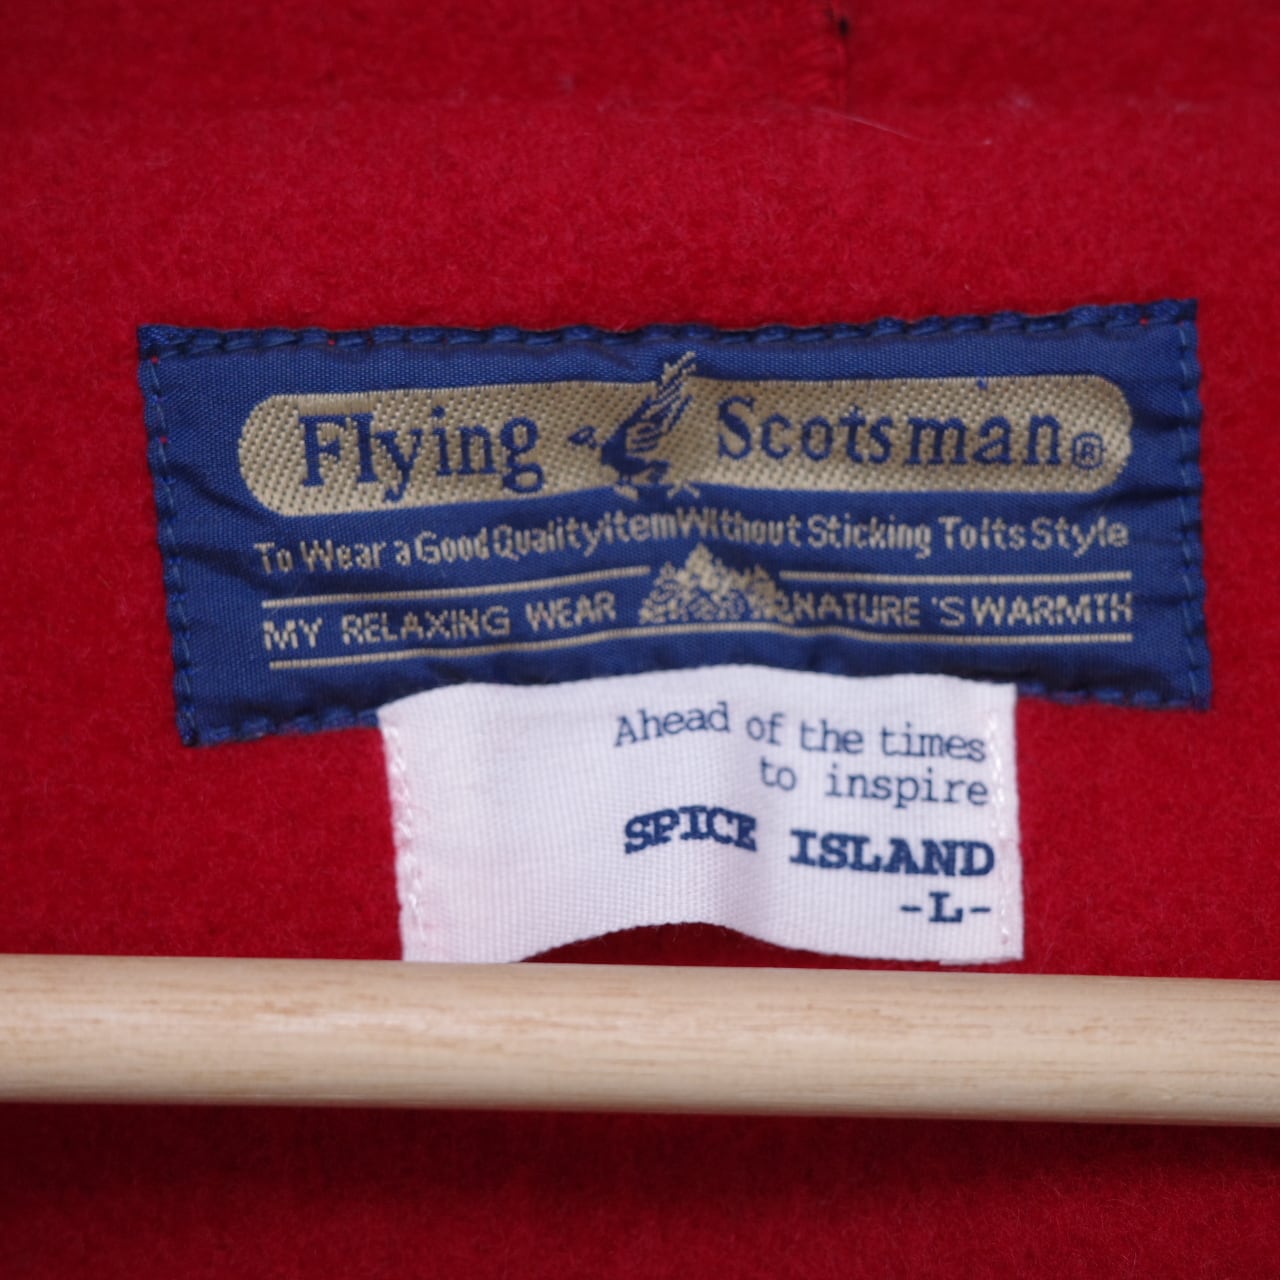 Flying Scotsman®
To Wear a Good Quality Item WIthout Sticking To Its Style
MY RELAXING WEAR NATURE 'S WARMTH
Ahead of the times
to inspire
SPICE ISLAND
-L-